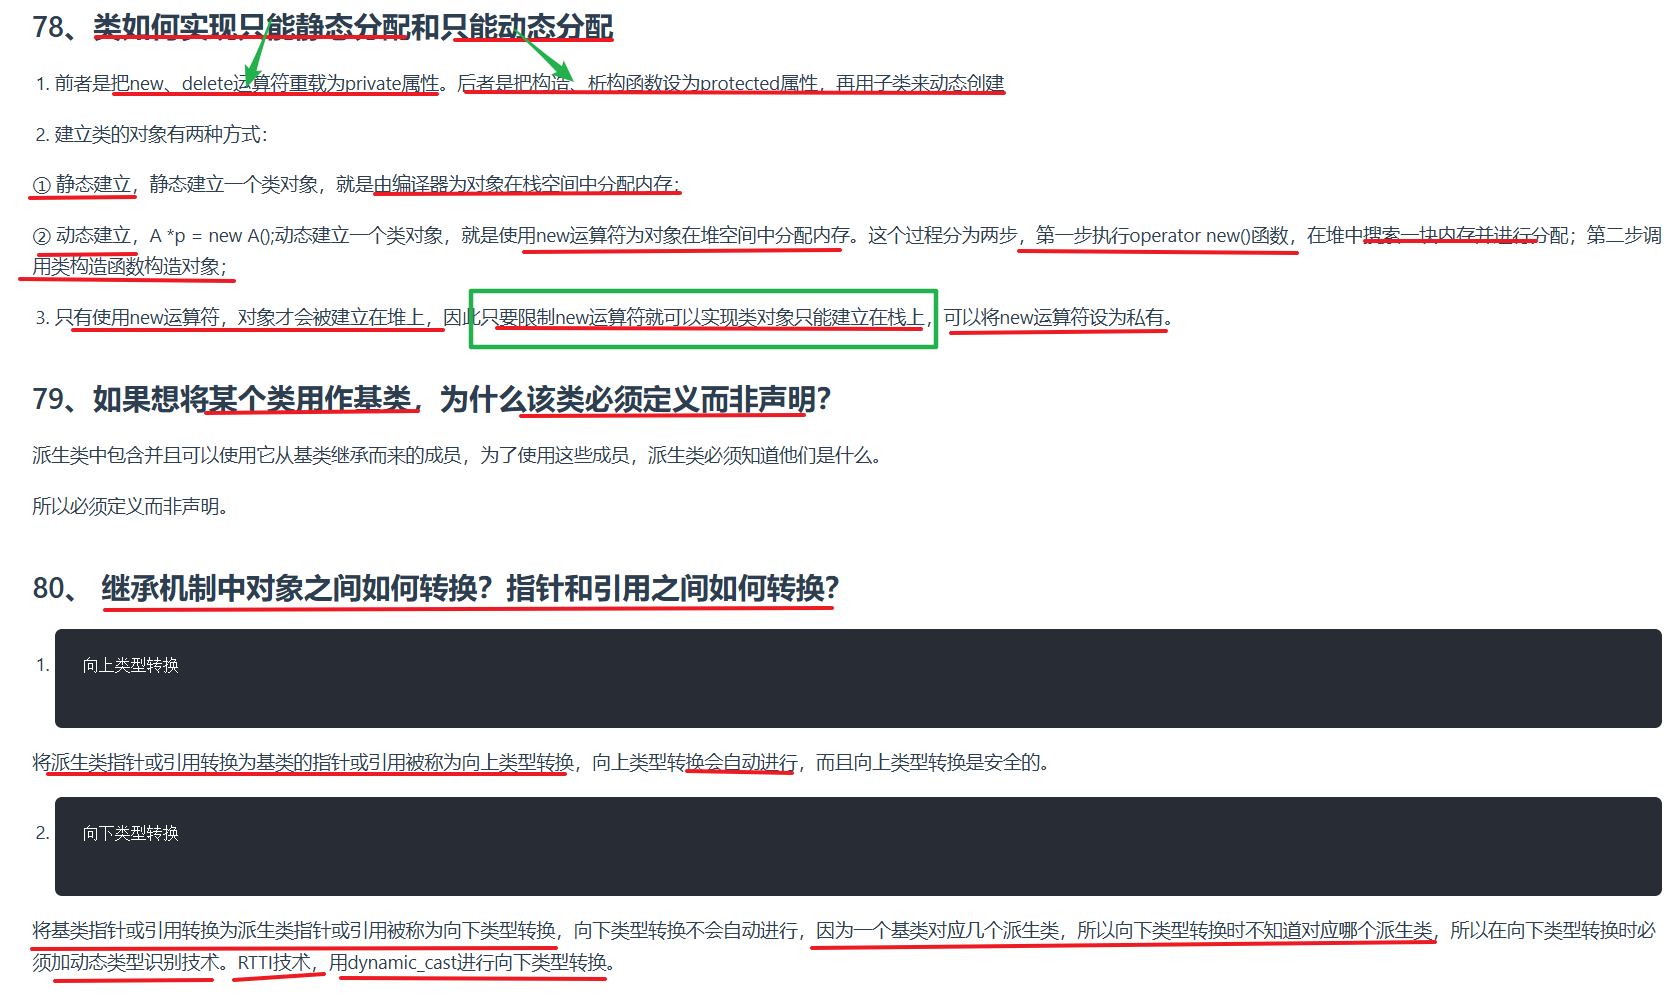 78、类如何实现只能静态分配和只能动态分配
1. 前者是把new、delete运算符重载为private属性。后者是把构造、析构函数设为protected属性，再用子类来动态创建
2. 建立类的对象有两种方式：
① 静态建立，静态建立一个类对象，就是由编译器为对象在栈空间中分配内存；
② 动态建立，A *p = new A();动态建立一个类对象，就是使用new运算符为对象在堆空间中分配内存。这个过程分为两步，第一步执行operator new()函数，在堆中搜索一块内存并进行分配；第二步调
用类构造函数构造对象；
3. 只有使用new运算符，对象才会被建立在堆上，因此只要限制new运算符就可以实现类对象只能建立在栈上，可以将new运算符设为私有。
79、如果想将某个类用作基类，为什么该类必须定义而非声明？
派生类中包含并且可以使用它从基类继承而来的成员，为了使用这些成员，派生类必须知道他们是什么。
所以必须定义而非声明。
80、 继承机制中对象之间如何转换？指针和引用之间如何转换？
1. 向上类型转换
将派生类指针或引用转换为基类的指针或引用被称为向上类型转换，向上类型转换会自动进行，而且向上类型转换是安全的。
2. 向下类型转换
将基类指针或引用转换为派生类指针或引用被称为向下类型转换，向下类型转换不会自动进行，因为一个基类对应几个派生类，所以向下类型转换时不知道对应哪个派生类，所以在向下类型转换时必
须加动态类型识别技术。RTTI技术，用dynamic_cast进行向下类型转换。